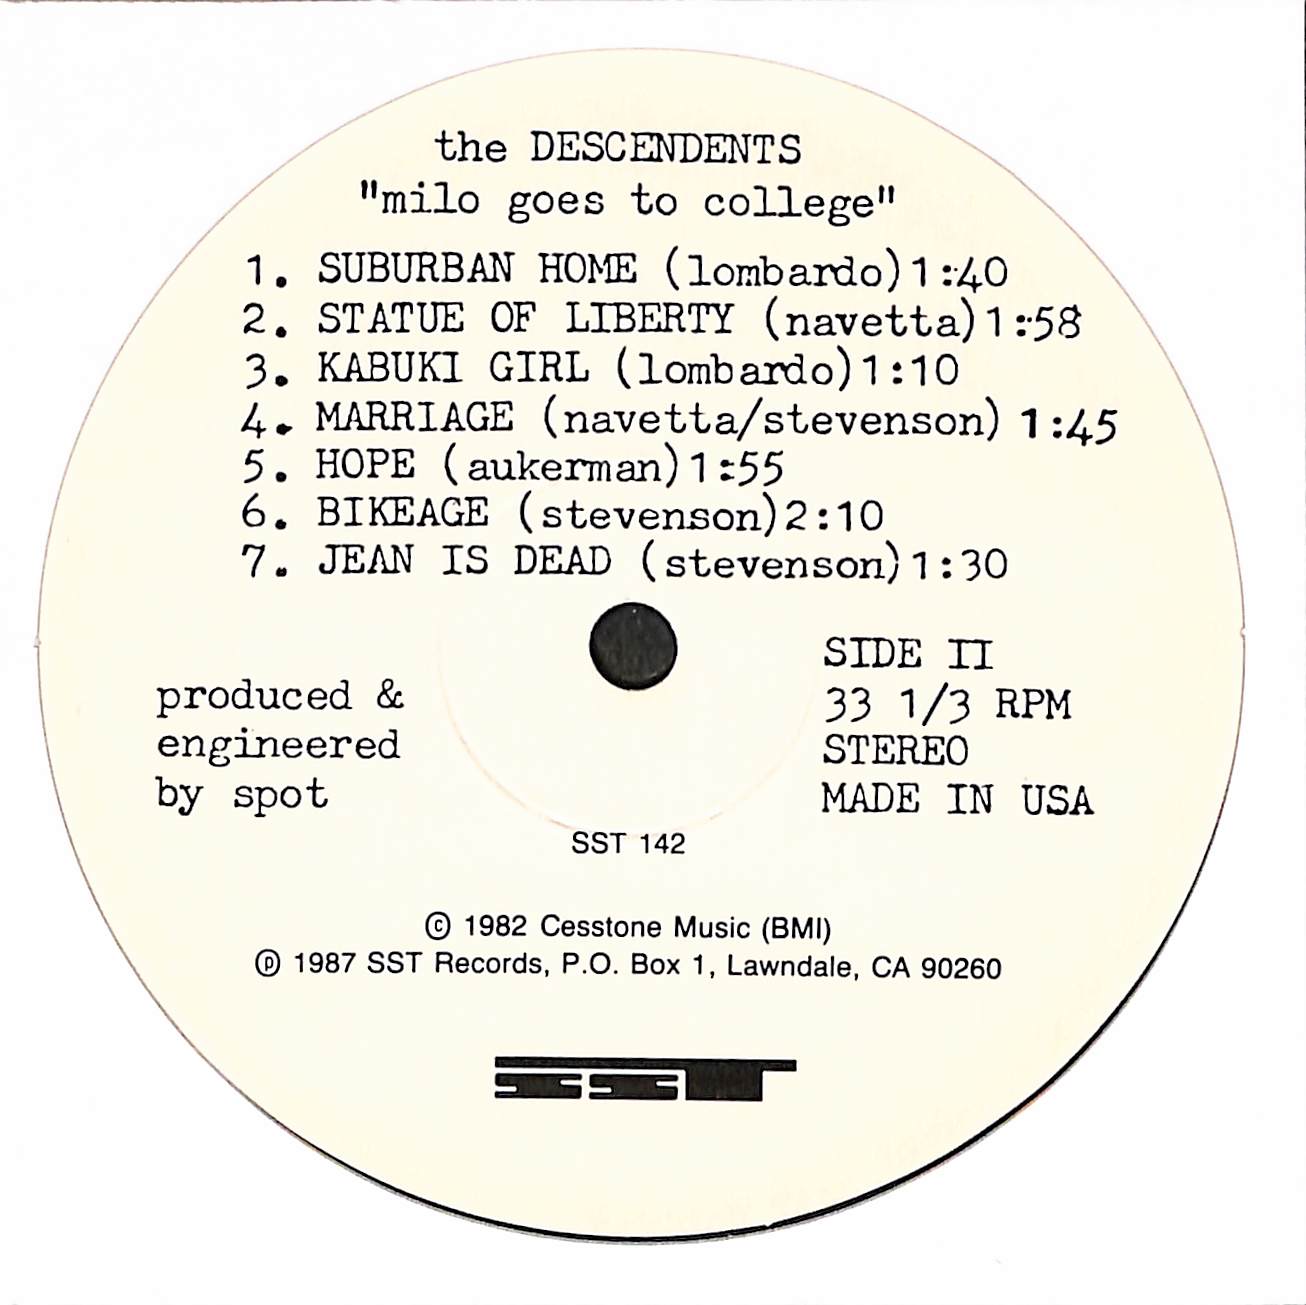 the DESCENDENTS
"milo goes to college"
1. SUBURBAN HOME (lombardo) 1:40
2. STATUE OF LIBERTY (navetta) 1:58
3. KABUKI GIRL (lombardo) 1:10
4. MARRIAGE (navetta/stevenson) 1:45
5. HOPE (aukerman) 1:55
6. BIKEAGE (stevenson) 2:10
7. JEAN IS DEAD (stevenson) 1:30
produced &
engineered
by spot
SIDE II
33 1/3 RPM
STEREO
MADE IN USA
SST 142
© 1982 Cesstone Music (BMI)
℗ 1987 SST Records, P.O. Box 1, Lawndale, CA 90260
SST